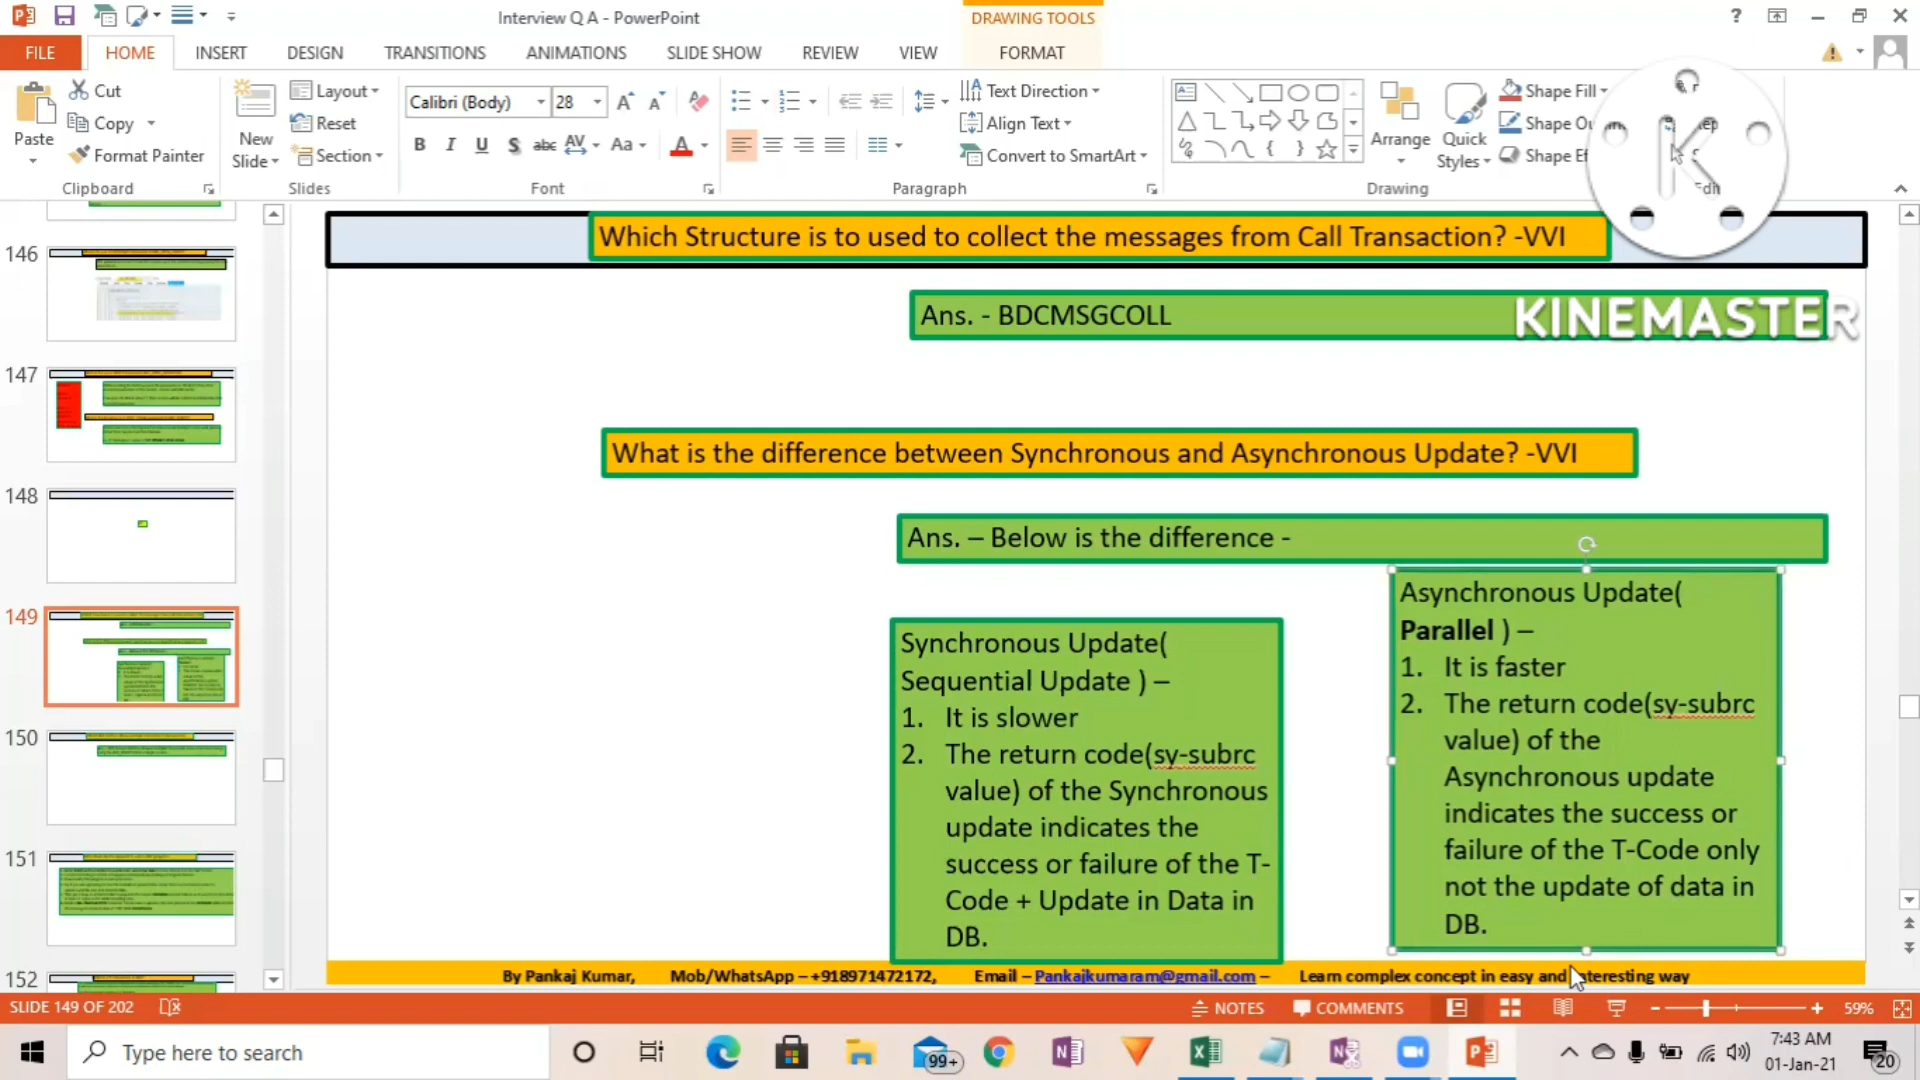 Interview Q A - PowerPoint
DRAWING TOOLS
FILE HOME INSERT DESIGN TRANSITIONS ANIMATIONS SLIDE SHOW REVIEW VIEW FORMAT
Paste
Cut
Copy
Format Painter
Clipboard
New
Slide
Layout
Reset
Section
Slides
Calibri (Body) 28
Font
Text Direction
Align Text
Convert to SmartArt
Paragraph
Arrange
Quick
Styles
Shape Fill
Drawing
K
KINEMASTER
146
147
148
149
150
151
152
Which Structure is to used to collect the messages from Call Transaction? -VVI
Ans. - BDCMSGCOLL
What is the difference between Synchronous and Asynchronous Update? -VVI
Ans. – Below is the difference -
Synchronous Update(
Sequential Update ) –
1. It is slower
2. The return code(sy-subrc
value) of the Synchronous
update indicates the
success or failure of the T-
Code + Update in Data in
DB.
Asynchronous Update(
Parallel ) –
1. It is faster
2. The return code(sy-subrc
value) of the
Asynchronous update
indicates the success or
failure of the T-Code only
not the update of data in
DB.
By Pankaj Kumar, Mob/WhatsApp – +918971472172, Email – Pankajkumaram@gmail.com – Learn complex concept in easy and interesting way
SLIDE 149 OF 202
NOTES COMMENTS 59%
Type here to search
99+
7:43 AM
01-Jan-21
20